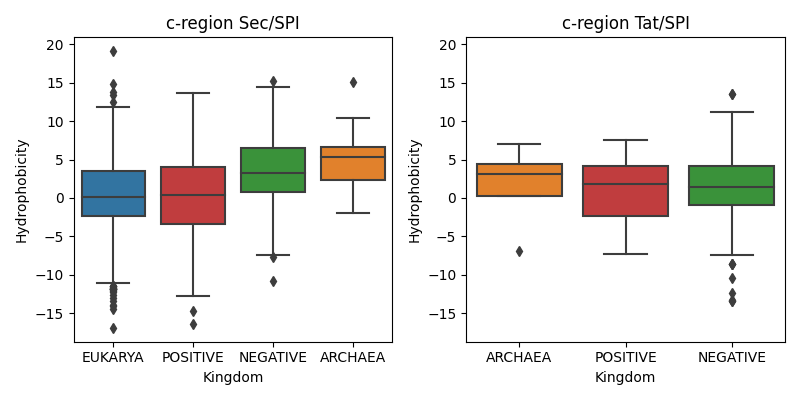 c-region Sec/SPI
20
15
10
5
0
−5
−10
−15
Hydrophobicity
EUKARYA POSITIVE NEGATIVE ARCHAEA
Kingdom
c-region Tat/SPI
20
15
10
5
0
−5
−10
−15
Hydrophobicity
ARCHAEA POSITIVE NEGATIVE
Kingdom